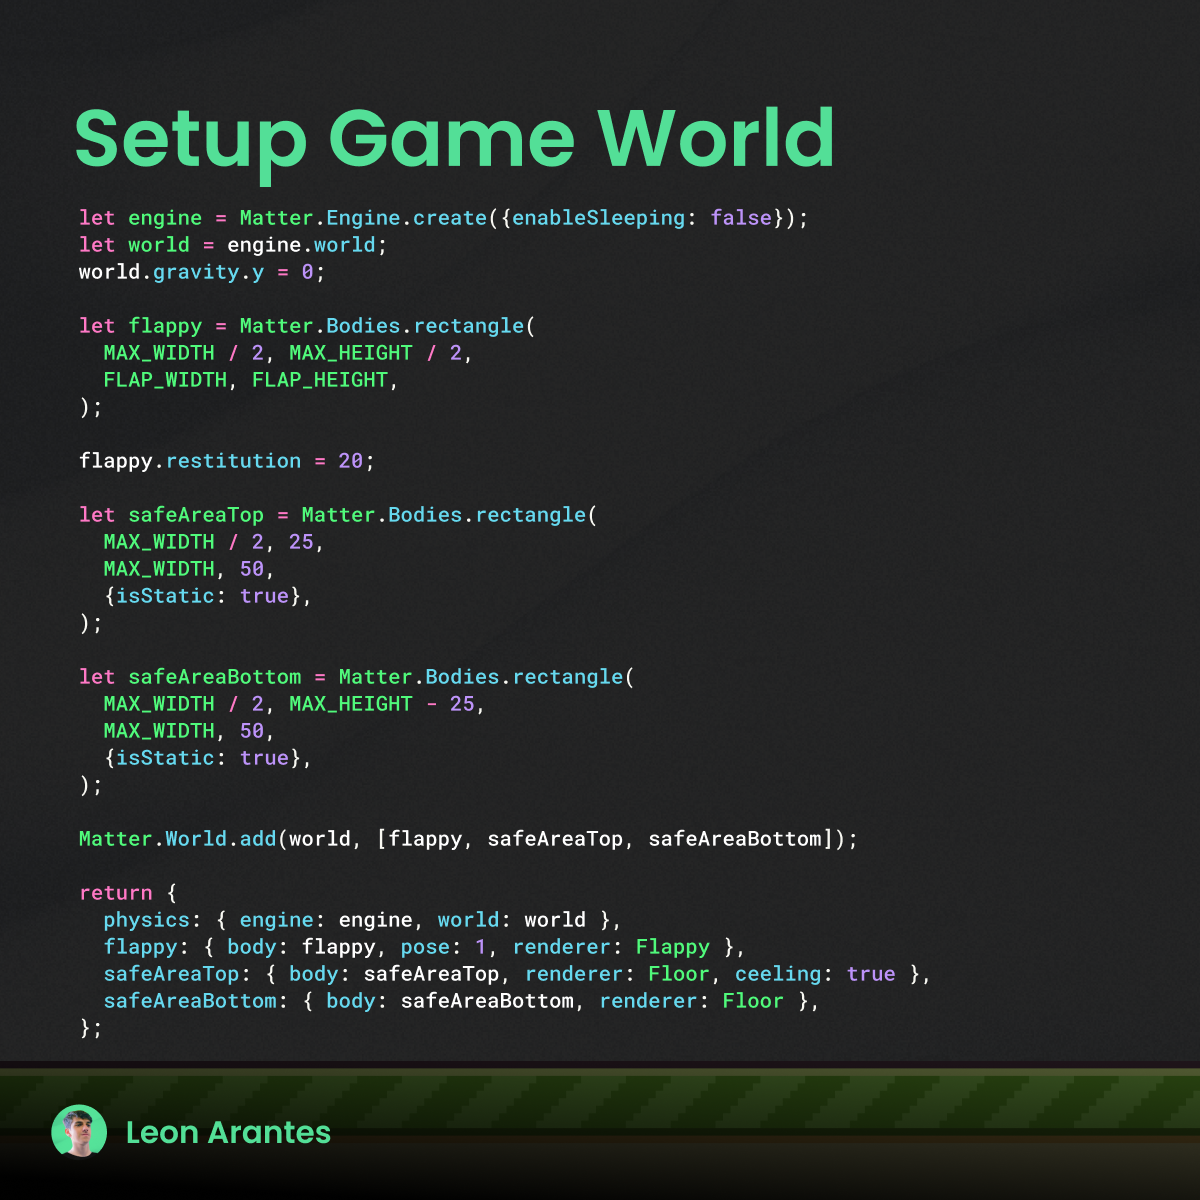 Setup Game World
let engine = Matter.Engine.create({enableSleeping: false});
let world = engine.world;
world.gravity.y = 0;
let flappy = Matter.Bodies.rectangle(
  MAX_WIDTH / 2, MAX_HEIGHT / 2,
  FLAP_WIDTH, FLAP_HEIGHT,
);
flappy.restitution = 20;
let safeAreaTop = Matter.Bodies.rectangle(
  MAX_WIDTH / 2, 25,
  MAX_WIDTH, 50,
  {isStatic: true},
);
let safeAreaBottom = Matter.Bodies.rectangle(
  MAX_WIDTH / 2, MAX_HEIGHT - 25,
  MAX_WIDTH, 50,
  {isStatic: true},
);
Matter.World.add(world, [flappy, safeAreaTop, safeAreaBottom]);
return {
  physics: { engine: engine, world: world },
  flappy: { body: flappy, pose: 1, renderer: Flappy },
  safeAreaTop: { body: safeAreaTop, renderer: Floor, ceeling: true },
  safeAreaBottom: { body: safeAreaBottom, renderer: Floor },
};
Leon Arantes